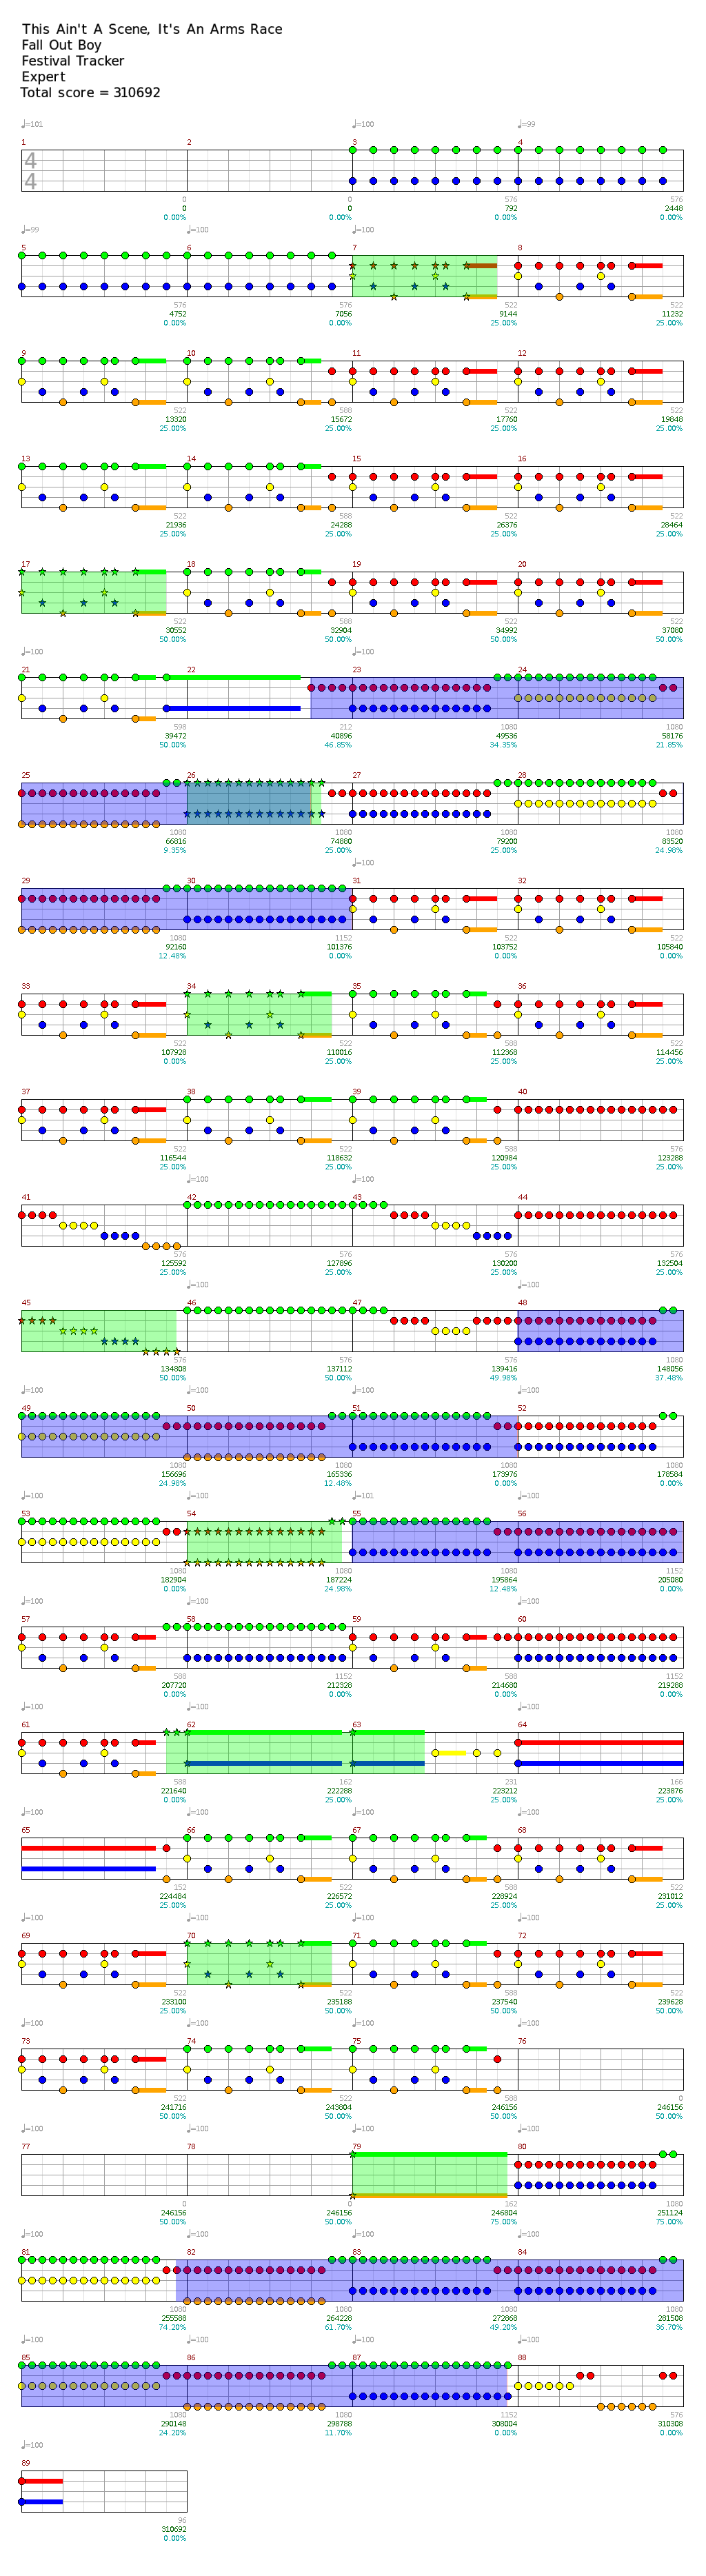 This Ain't A Scene, It's An Arms Race
Fall Out Boy
Festival Tracker
Expert
Total score = 310692
♩=101 ♩=100 ♩=99
1 2 3 4
4
4
0 0 576 576
0 0 792 2448
0.00% 0.00% 0.00% 0.00%
♩=99 ♩=100 ♩=100
5 6 7 8
576 576 522 522
4752 7056 9144 11232
0.00% 0.00% 25.00% 25.00%
9 10 11 12
522 588 522 522
13320 15672 17760 19848
25.00% 25.00% 25.00% 25.00%
13 14 15 16
522 588 522 522
21936 24288 26376 28464
25.00% 25.00% 25.00% 25.00%
17 18 19 20
522 588 522 522
30552 32904 34992 37080
50.00% 50.00% 50.00% 50.00%
♩=100 ♩=100
21 22 23 24
598 212 1080 1080
39472 40896 49536 58176
50.00% 46.85% 34.35% 21.85%
25 26 27 28
1080 1080 1080 1080
66816 74880 79200 83520
9.35% 25.00% 25.00% 24.98%
♩=100
29 30 31 32
1080 1152 522 522
92160 101376 103752 105840
12.48% 0.00% 0.00% 0.00%
33 34 35 36
522 522 588 522
107928 110016 112368 114456
0.00% 25.00% 25.00% 25.00%
37 38 39 40
522 522 588 576
116544 118632 120984 123288
25.00% 25.00% 25.00% 25.00%
♩=100 ♩=100
41 42 43 44
576 576 576 576
125592 127896 130200 132504
25.00% 25.00% 25.00% 25.00%
♩=100 ♩=100
45 46 47 48
576 576 576 1080
134808 137112 139416 148056
50.00% 50.00% 49.98% 37.48%
♩=100 ♩=100 ♩=100 ♩=100
49 50 51 52
1080 1080 1080 1080
156696 165336 173976 178584
24.98% 12.48% 0.00% 0.00%
♩=100 ♩=100 ♩=101
53 54 55 56
1080 1080 1080 1152
182904 187224 195864 205080
0.00% 24.98% 12.48% 0.00%
♩=100 ♩=100 ♩=100 ♩=100
57 58 59 60
588 1152 588 1152
207720 212328 214680 219288
0.00% 0.00% 0.00% 0.00%
♩=100 ♩=100 ♩=100 ♩=100
61 62 63 64
588 162 231 166
221640 222288 223212 223876
0.00% 25.00% 25.00% 25.00%
♩=100 ♩=100 ♩=100 ♩=100
65 66 67 68
152 522 588 522
224484 226572 228924 231012
25.00% 25.00% 25.00% 25.00%
♩=100 ♩=100 ♩=100 ♩=100
69 70 71 72
522 522 588 522
233100 235188 237540 239628
25.00% 50.00% 50.00% 50.00%
♩=100 ♩=100 ♩=100 ♩=100
73 74 75 76
522 522 588 0
241716 243804 246156 246156
50.00% 50.00% 50.00% 50.00%
♩=100 ♩=100 ♩=100 ♩=100
77 78 79 80
0 0 162 1080
246156 246156 246804 251124
50.00% 50.00% 75.00% 75.00%
♩=100 ♩=100 ♩=100 ♩=100
81 82 83 84
1080 1080 1080 1080
255588 264228 272868 281508
74.20% 61.70% 49.20% 36.70%
♩=100 ♩=100 ♩=100 ♩=100
85 86 87 88
1080 1080 1152 576
290148 298788 308004 310308
24.20% 11.70% 0.00% 0.00%
♩=100
89
96
310692
0.00%